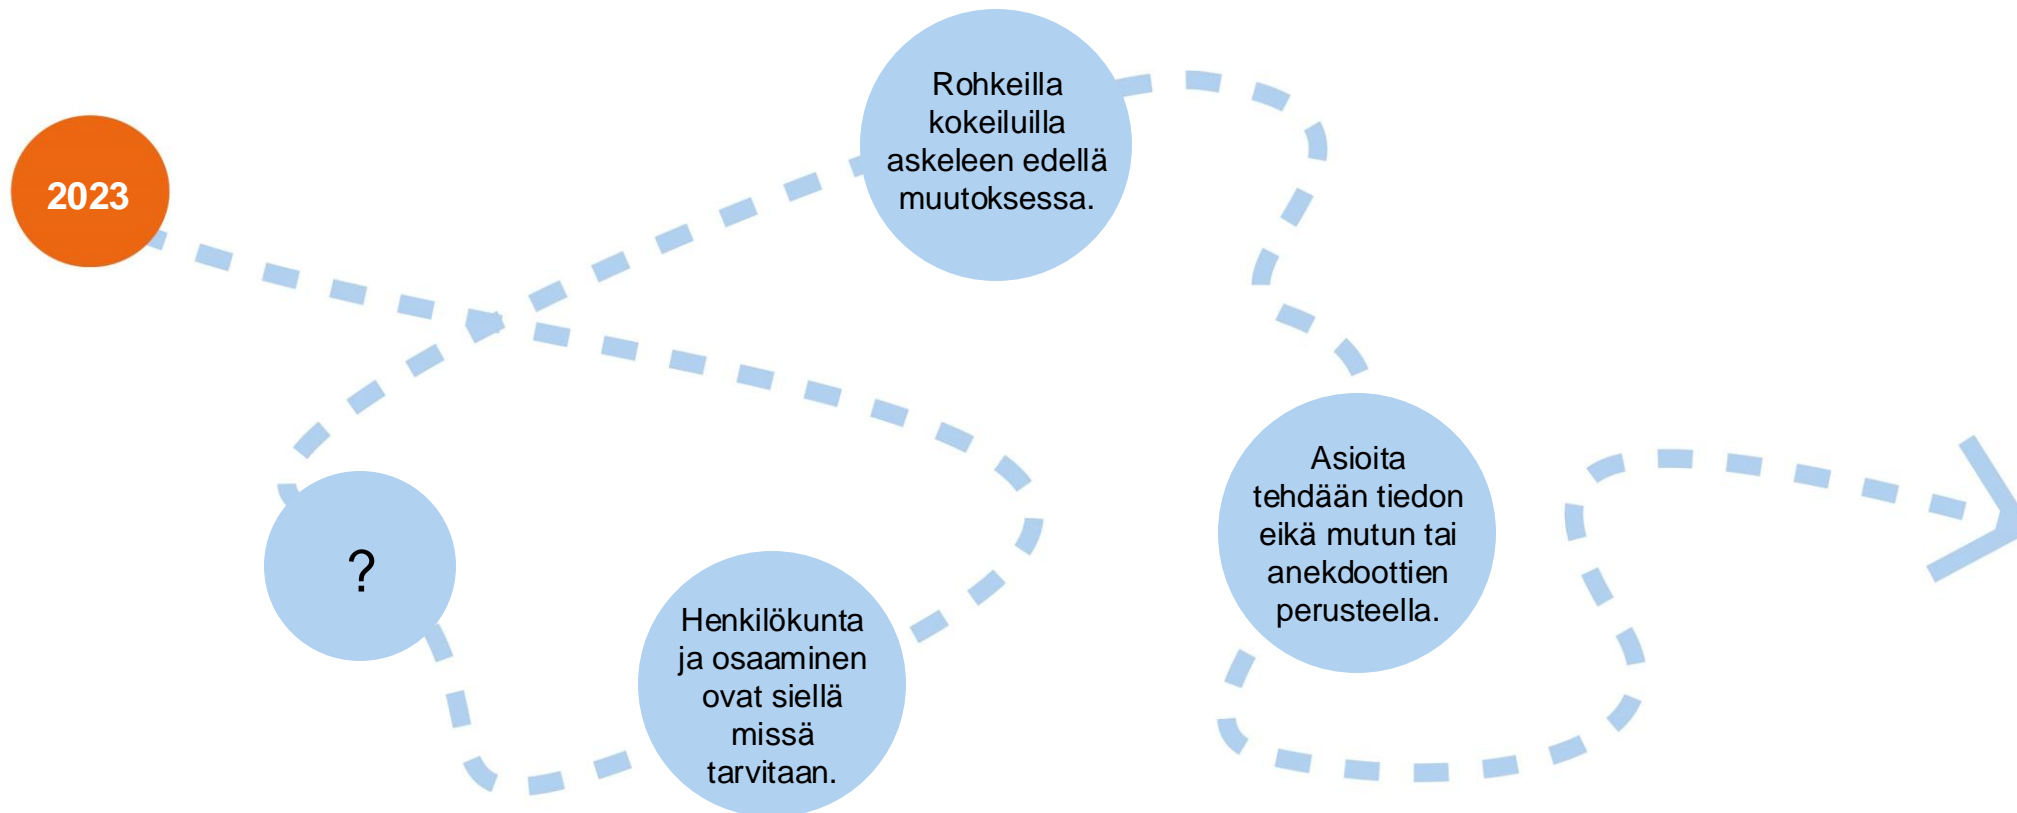 2023
Rohkeilla
kokeiluilla
askeleen edellä
muutoksessa.
?
Henkilökunta
ja osaaminen
ovat siellä
missä
tarvitaan.
Asioita
tehdään tiedon
eikä mutun tai
anekdoottien
perusteella.